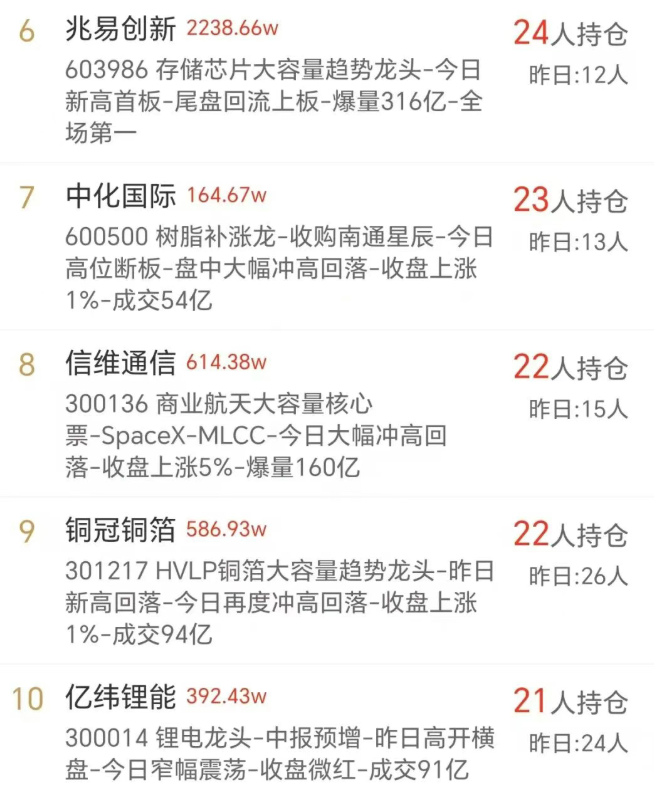 6 兆易创新 2238.66w 24人持仓
603986 存储芯片大容量趋势龙头-今日 昨日:12人
新高首板-尾盘回流上板-爆量316亿-全
场第一
7 中化国际 164.67w 23人持仓
600500 树脂补涨龙-收购南通星辰-今日 昨日:13人
高位断板-盘中大幅冲高回落-收盘上涨
1%-成交54亿
8 信维通信 614.38w 22人持仓
300136 商业航天大容量核心 昨日:15人
票-SpaceX-MLCC-今日大幅冲高回
落-收盘上涨5%-爆量160亿
9 铜冠铜箔 586.93w 22人持仓
301217 HVLP铜箔大容量趋势龙头-昨日 昨日:26人
新高回落-今日再度冲高回落-收盘上涨
1%-成交94亿
10 亿纬锂能 392.43w 21人持仓
300014 锂电龙头-中报预增-昨日高开横 昨日:24人
盘-今日窄幅震荡-收盘微红-成交91亿